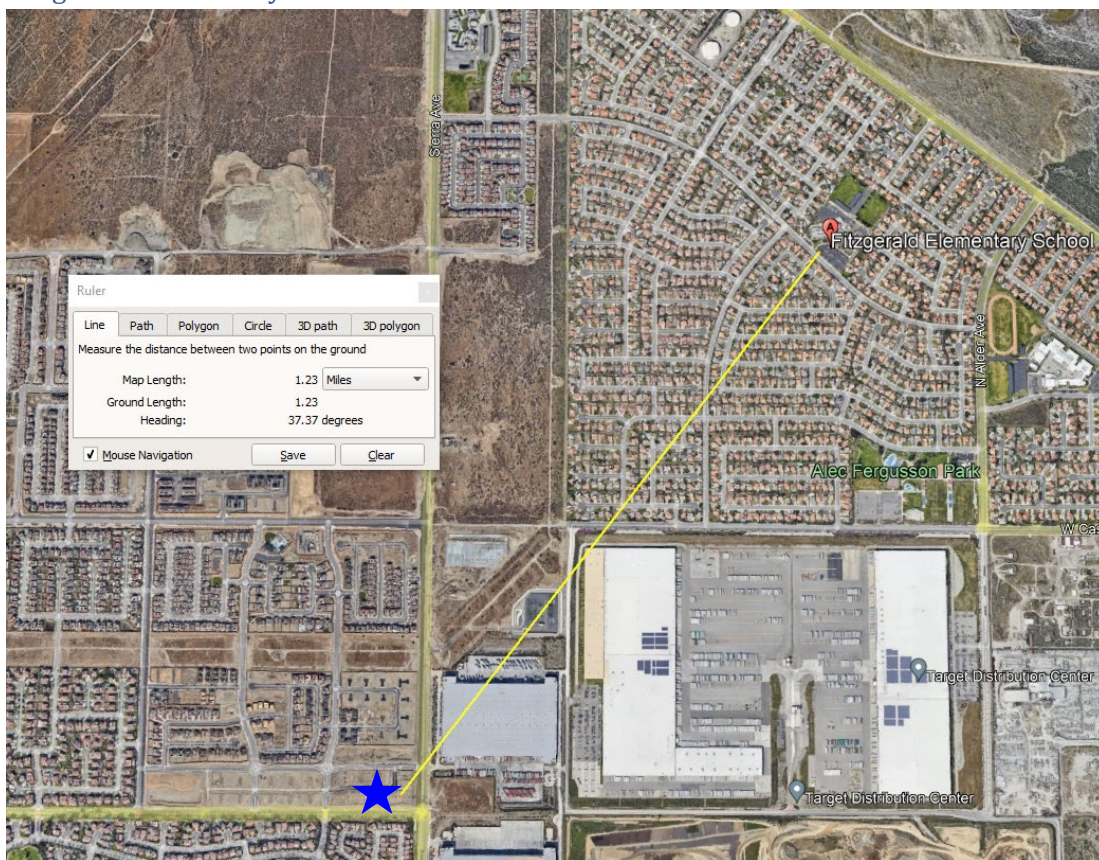 Sierra Ave
A
Fitzgerald Elementary School
Ruler
Line
Path
Polygon
Circle
3D path
3D polygon
Measure the distance between two points on the ground
Map Length:
1.23
Miles
Ground Length:
1.23
Heading:
37.37 degrees
Mouse Navigation
Save
Clear
N Alder Ave
Alec Fergusson Park
W Cas
Target Distribution Center
Target Distribution Center